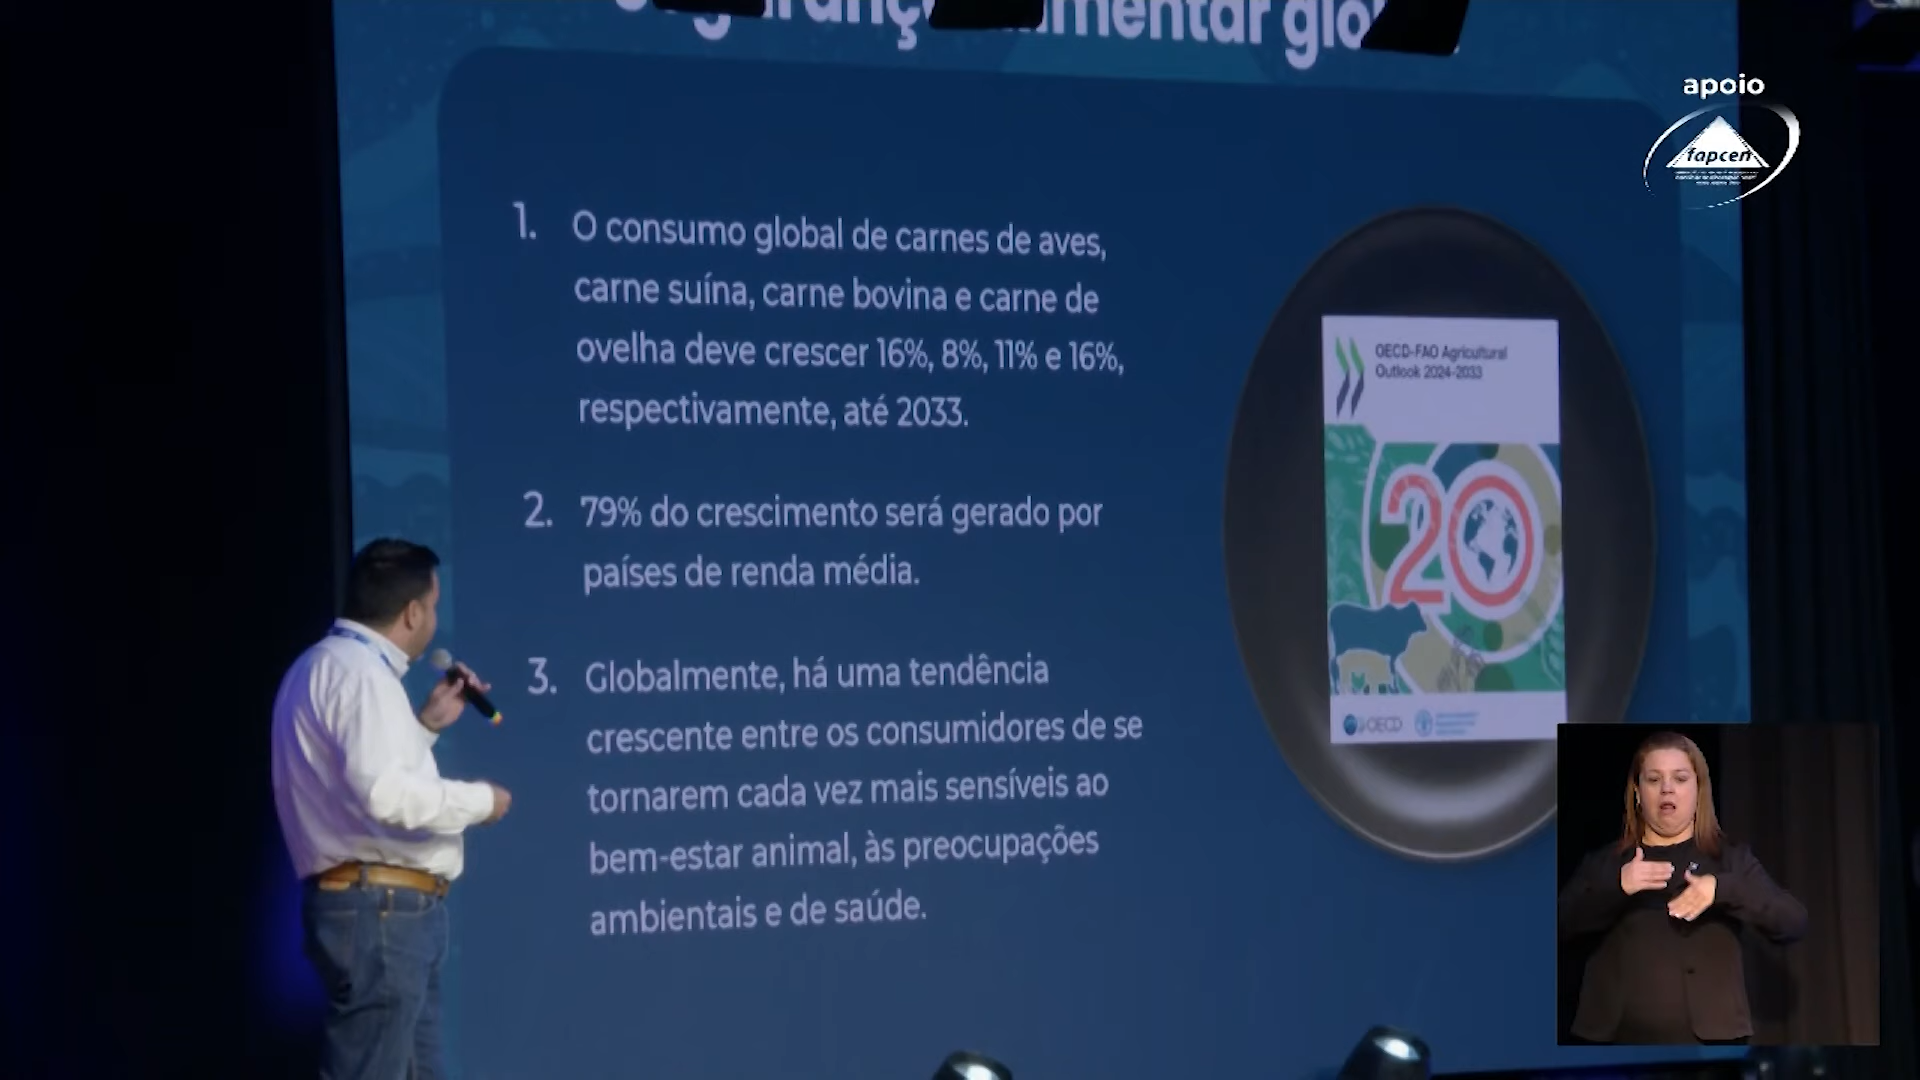 apoio
fapcen
1. O consumo global de carnes de aves,
carne suína, carne bovina e carne de
ovelha deve crescer 16%, 8%, 11% e 16%,
respectivamente, até 2033.
2. 79% do crescimento será gerado por
países de renda média.
3. Globalmente, há uma tendência
crescente entre os consumidores de se
tornarem cada vez mais sensíveis ao
bem-estar animal, às preocupações
ambientais e de saúde.
OECD-FAO Agricultural
Outlook 2024-2033
20
OECD